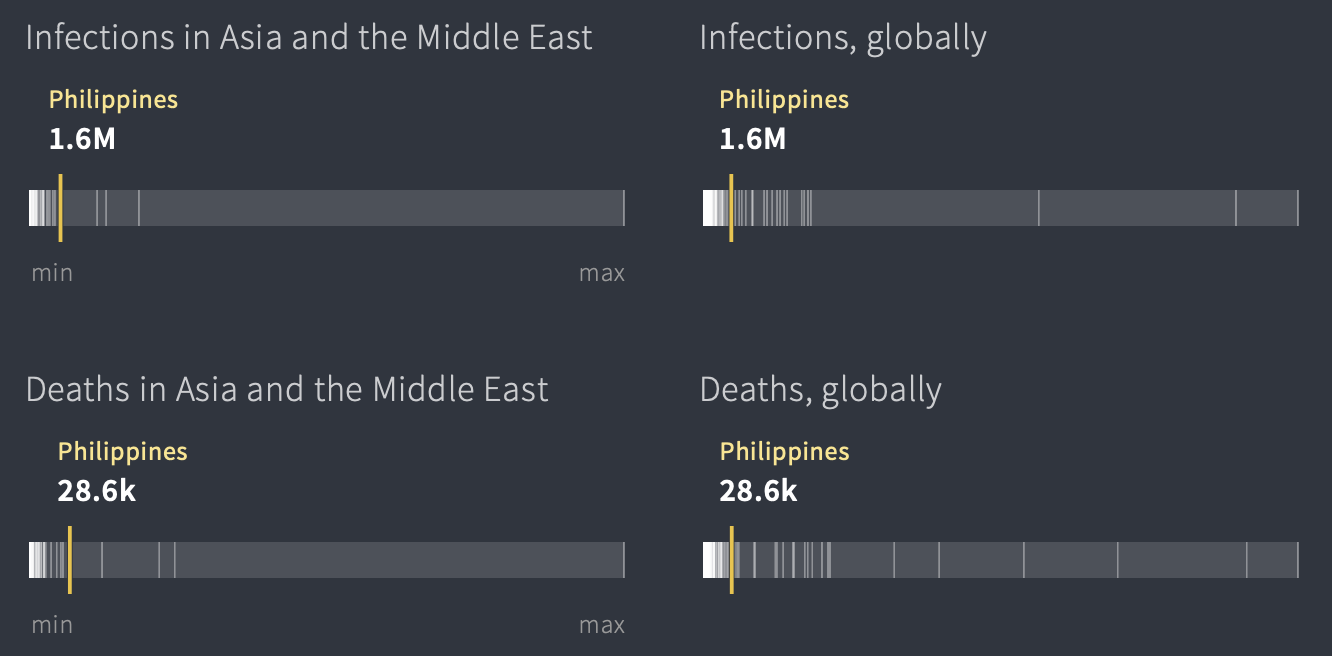 Infections in Asia and the Middle East
Philippines
1.6M
min max
Infections, globally
Philippines
1.6M
Deaths in Asia and the Middle East
Philippines
28.6k
min max
Deaths, globally
Philippines
28.6k